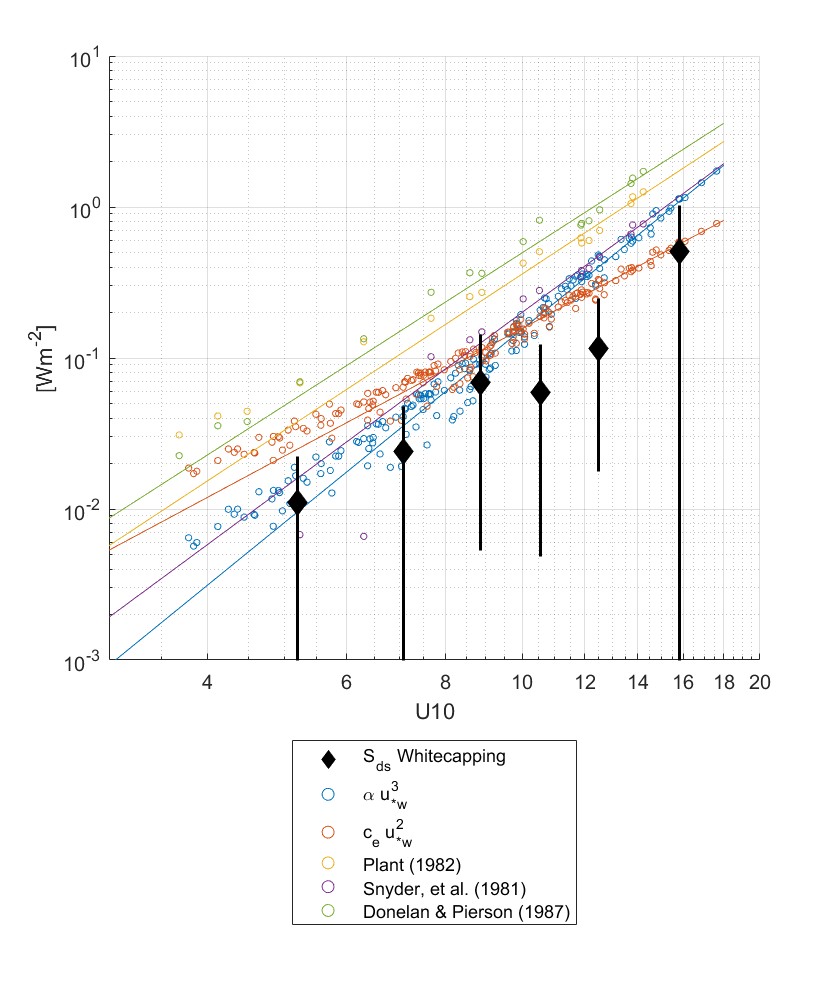 10^1
10^0
10^-1
10^-2
10^-3
[Wm^-2]
4 6 8 10 12 14 16 18 20
U10
S_ds Whitecapping
α u_*w^3
c_e u_*w^2
Plant (1982)
Snyder, et al. (1981)
Donelan & Pierson (1987)